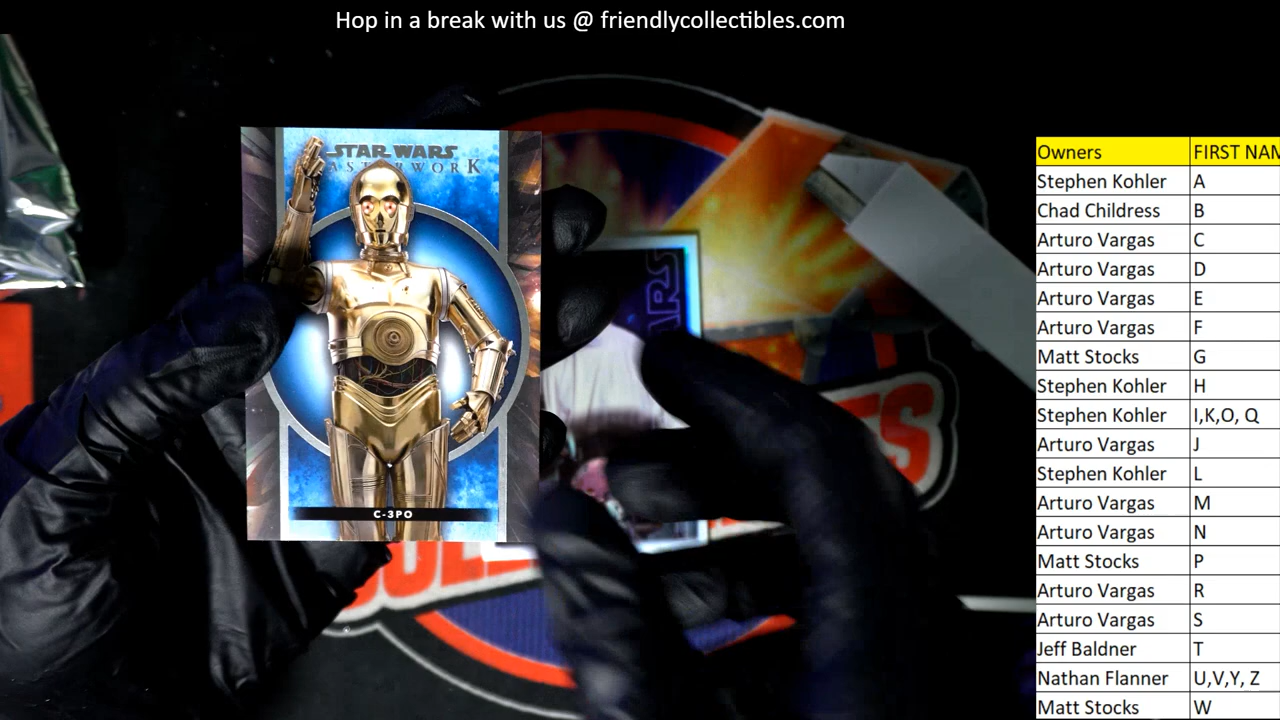 Hop in a break with us @ friendlycollectibles.com
STAR WARS
MASTERWORK
C-3PO
Owners FIRST NAM
Stephen Kohler A
Chad Childress B
Arturo Vargas C
Arturo Vargas D
Arturo Vargas E
Arturo Vargas F
Matt Stocks G
Stephen Kohler H
Stephen Kohler I,K,O, Q
Arturo Vargas J
Stephen Kohler L
Arturo Vargas M
Arturo Vargas N
Matt Stocks P
Arturo Vargas R
Arturo Vargas S
Jeff Baldner T
Nathan Flanner U,V,Y, Z
Matt Stocks W